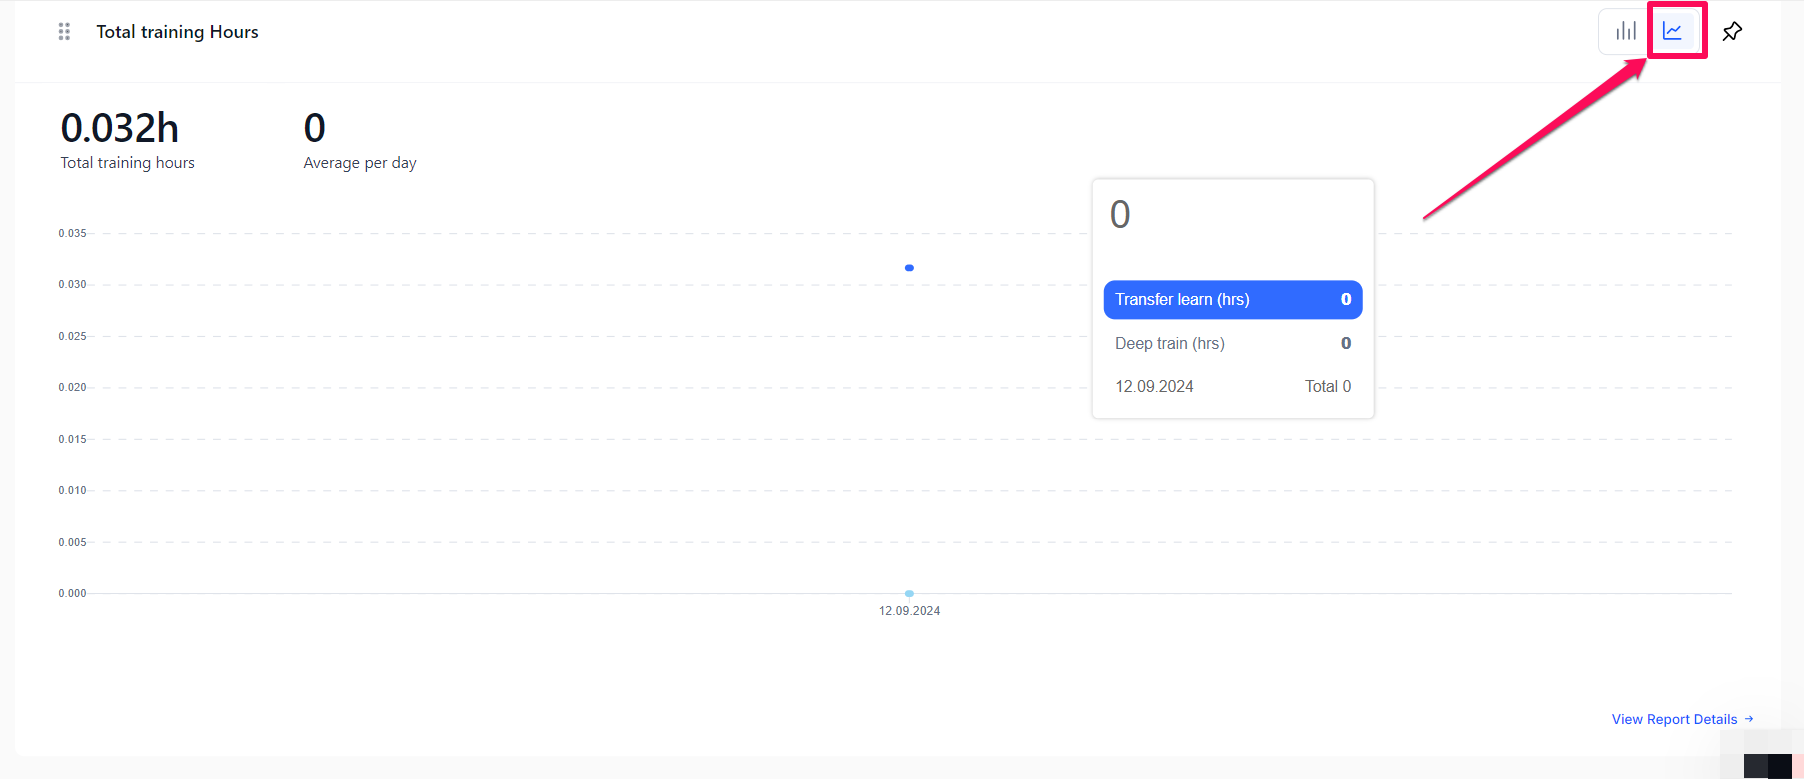 Total training Hours
0.032h
0
Total training hours
Average per day
0
Transfer learn (hrs) 0
Deep train (hrs) 0
12.09.2024 Total 0
0.035
0.030
0.025
0.020
0.015
0.010
0.005
0.000
12.09.2024
View Report Details →